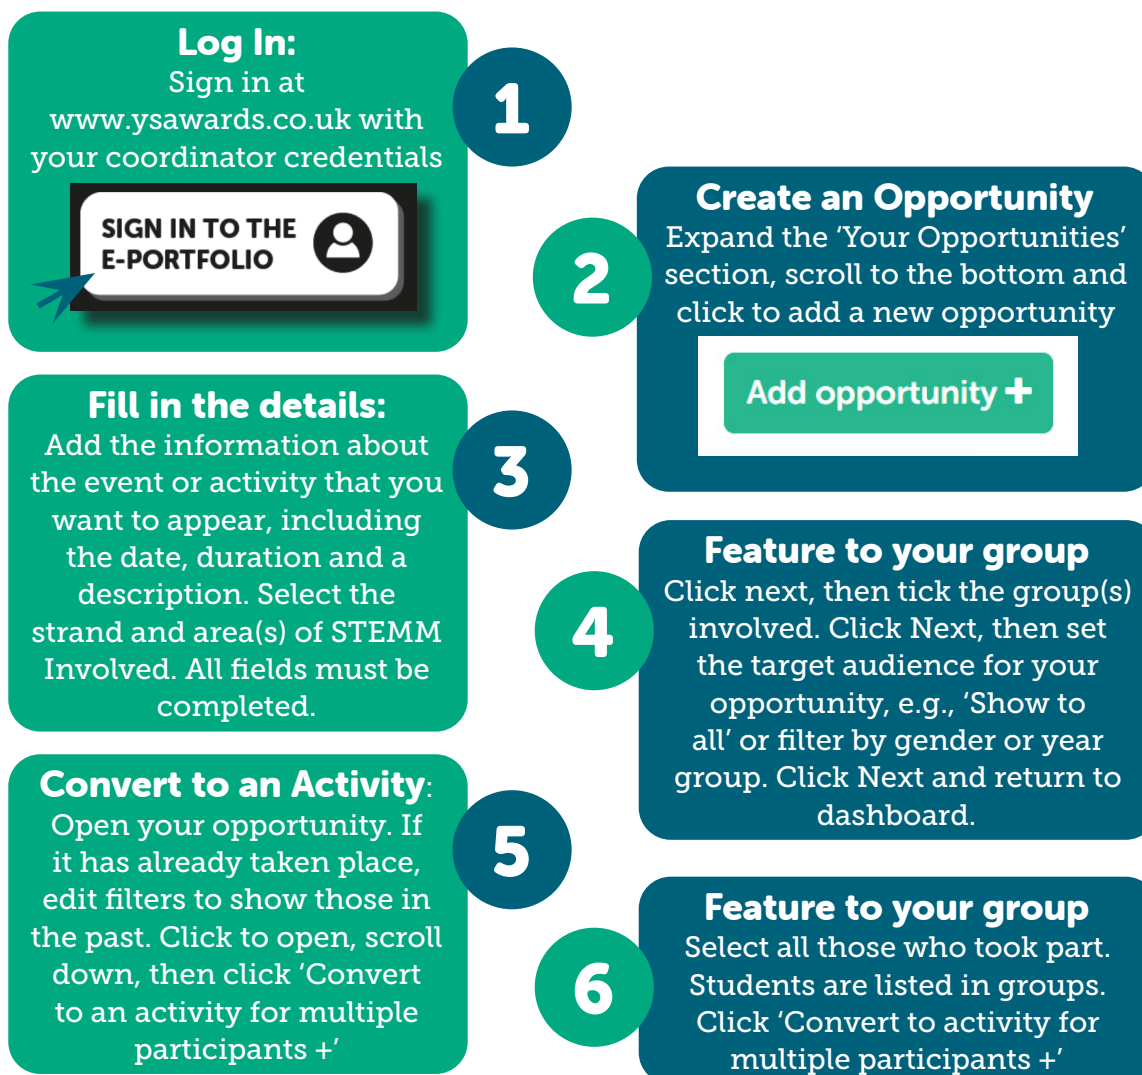 Log In:
Sign in at
www.ysawards.co.uk with
your coordinator credentials
SIGN IN TO THE
E-PORTFOLIO
1
Create an Opportunity
Expand the ‘Your Opportunities’
section, scroll to the bottom and
click to add a new opportunity
Add opportunity +
2
Fill in the details:
Add the information about
the event or activity that you
want to appear, including
the date, duration and a
description. Select the
strand and area(s) of STEMM
Involved. All fields must be
completed.
3
Feature to your group
Click next, then tick the group(s)
involved. Click Next, then set
the target audience for your
opportunity, e.g., ‘Show to
all’ or filter by gender or year
group. Click Next and return to
dashboard.
4
Convert to an Activity:
Open your opportunity. If
it has already taken place,
edit filters to show those in
the past. Click to open, scroll
down, then click ‘Convert
to an activity for multiple
participants +’
5
Feature to your group
Select all those who took part.
Students are listed in groups.
Click ‘Convert to activity for
multiple participants +’
6